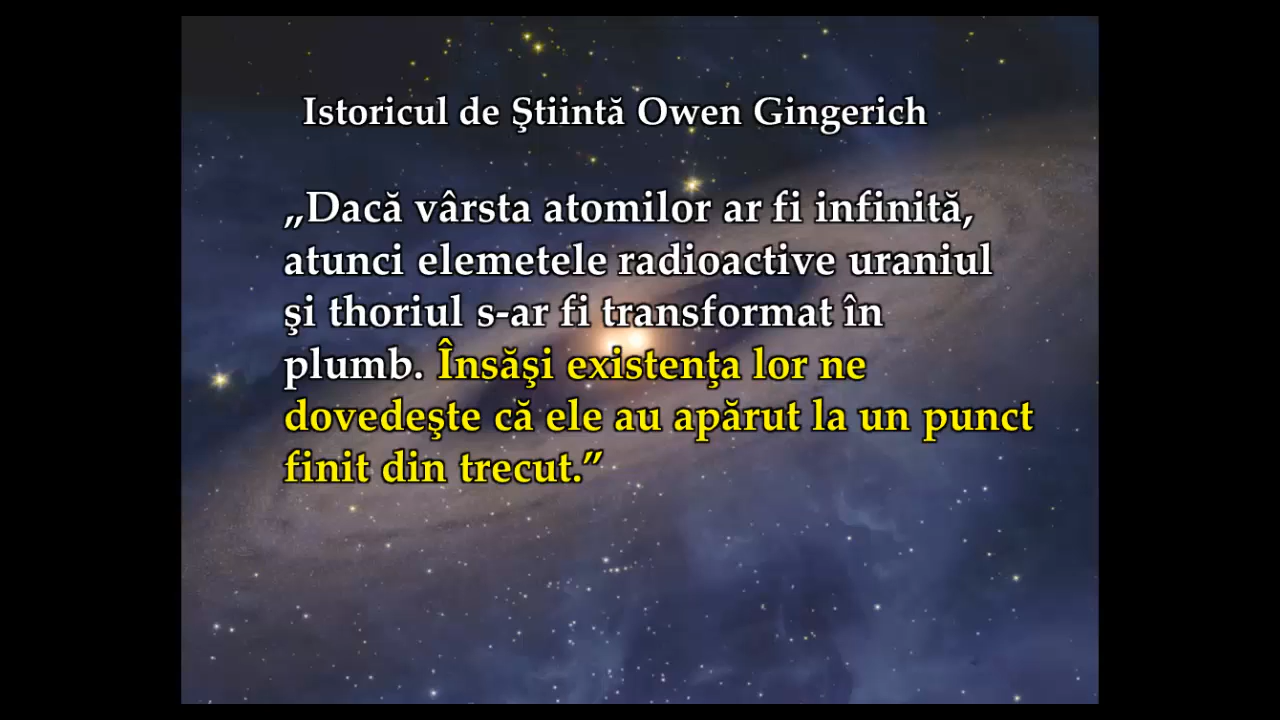 Istoricul de Ştiintă Owen Gingerich
„Dacă vârsta atomilor ar fi infinită,
atunci elemetele radioactive uraniul
şi thoriul s-ar fi transformat în
plumb. Însăşi existenţa lor ne
dovedeşte că ele au apărut la un punct
finit din trecut.”